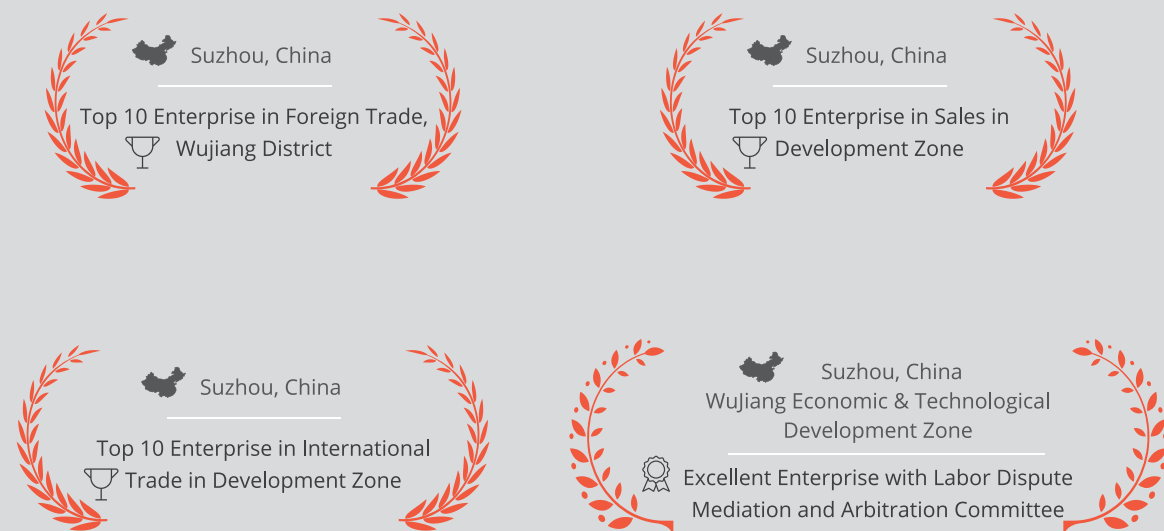 Suzhou, China
Top 10 Enterprise in Foreign Trade,
Wujiang District
Suzhou, China
Top 10 Enterprise in Sales in
Development Zone
Suzhou, China
Top 10 Enterprise in International
Trade in Development Zone
Suzhou, China
WuJiang Economic & Technological
Development Zone
Excellent Enterprise with Labor Dispute
Mediation and Arbitration Committee